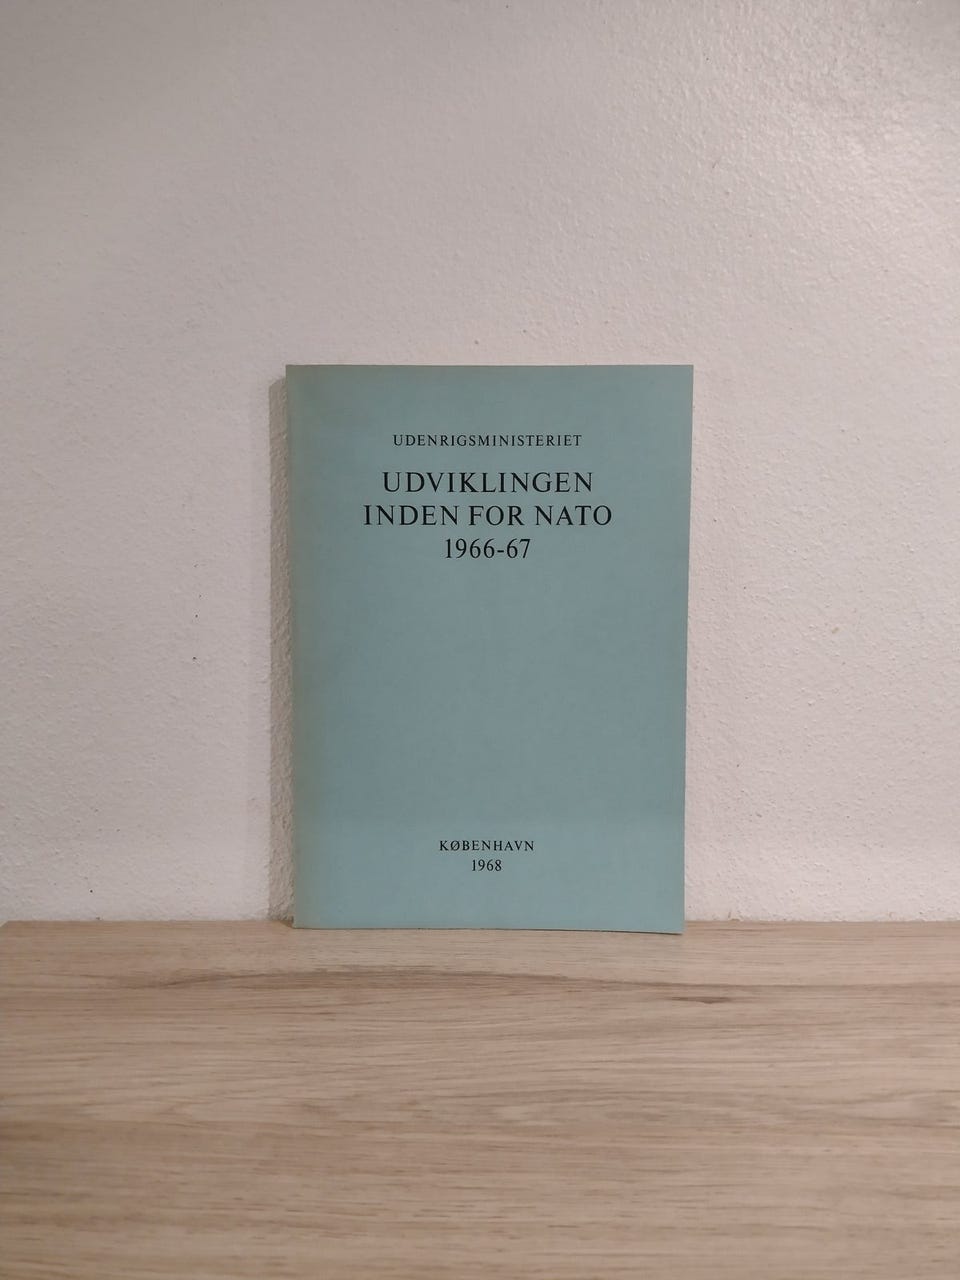 UDENRIGSMINISTERIET
UDVIKLINGEN
INDEN FOR NATO
1966-67
KØBENHAVN
1968